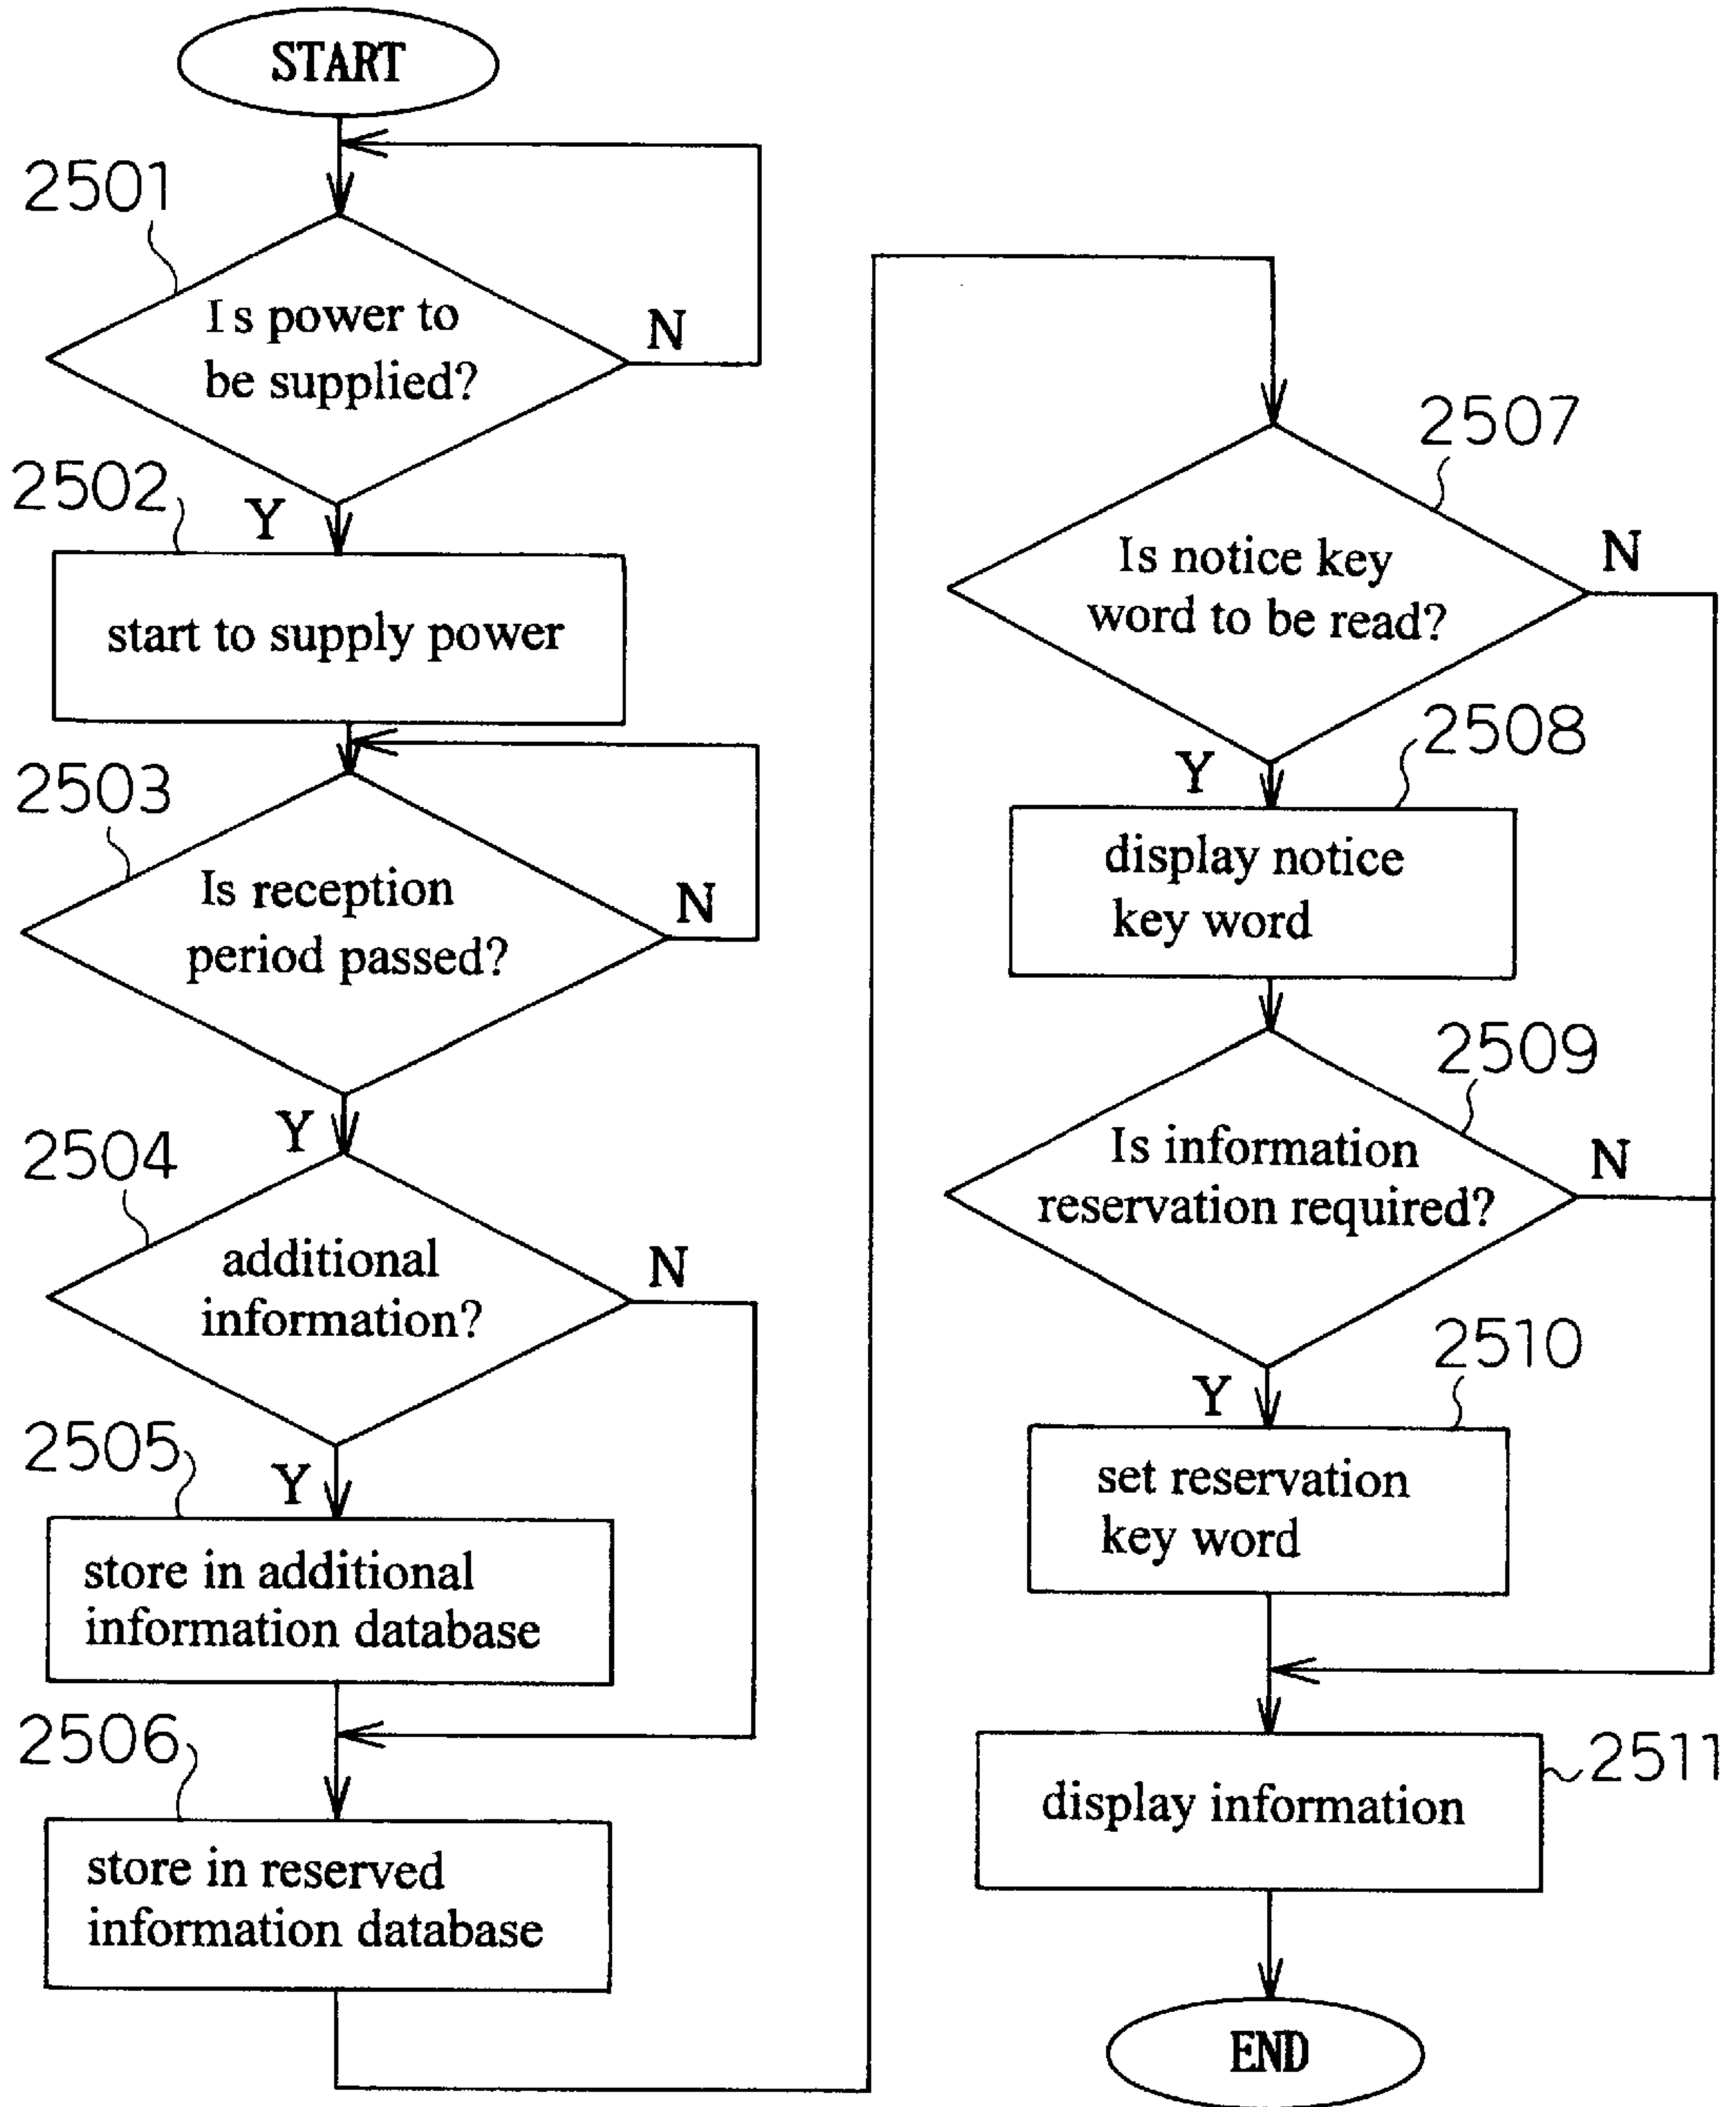 START
2501
Is power to
be supplied?
N
2502
Y
start to supply power
2503
Is reception
period passed?
N
Y
2504
additional
information?
N
2505
Y
store in additional
information database
2506
store in reserved
information database
2507
Is notice key
word to be read?
N
2508
Y
display notice
key word
2509
Is information
reservation required?
N
2510
Y
set reservation
key word
2511
display information
END